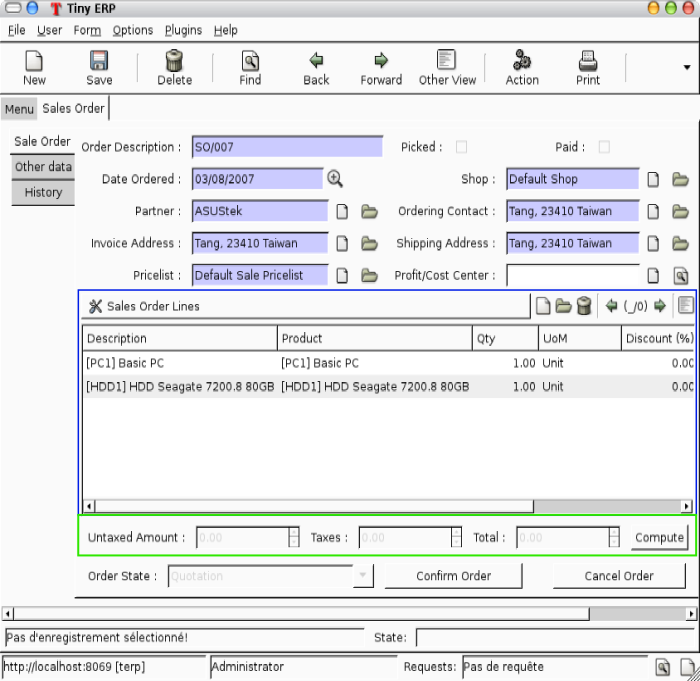 Tiny ERP
File User Form Options Plugins Help
New Save Delete Find Back Forward Other View Action Print
Menu Sales Order
Sale Order
Other data
History
Order Description : SO/007 Picked : Paid :
Date Ordered : 03/08/2007 Shop : Default Shop
Partner : ASUStek Ordering Contact : Tang, 23410 Taiwan
Invoice Address : Tang, 23410 Taiwan Shipping Address : Tang, 23410 Taiwan
Pricelist : Default Sale Pricelist Profit/Cost Center :
Sales Order Lines (_/0)
Description Product Qty UoM Discount (%)
[PC1] Basic PC [PC1] Basic PC 1.00 Unit 0.00
[HDD1] HDD Seagate 7200.8 80GB [HDD1] HDD Seagate 7200.8 80GB 1.00 Unit 0.00
Untaxed Amount : 0.00 Taxes : 0.00 Total : 0.00 Compute
Order State : Quotation Confirm Order Cancel Order
Pas d'enregistrement sélectionné! State:
http://localhost:8069 [terp] Administrator Requests: Pas de requête